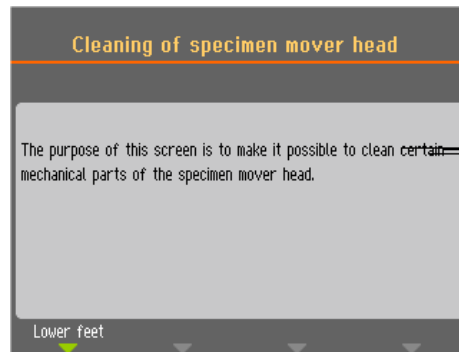 Cleaning of specimen mover head
The purpose of this screen is to make it possible to clean certain
mechanical parts of the specimen mover head.
Lower feet